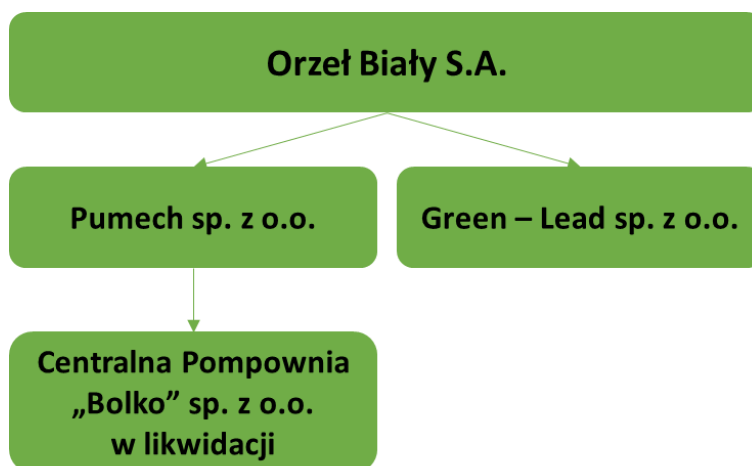 Orzeł Biały S.A.
Pumech sp. z o.o.
Green – Lead sp. z o.o.
Centralna Pompownia
„Bolko” sp. z o.o.
w likwidacji